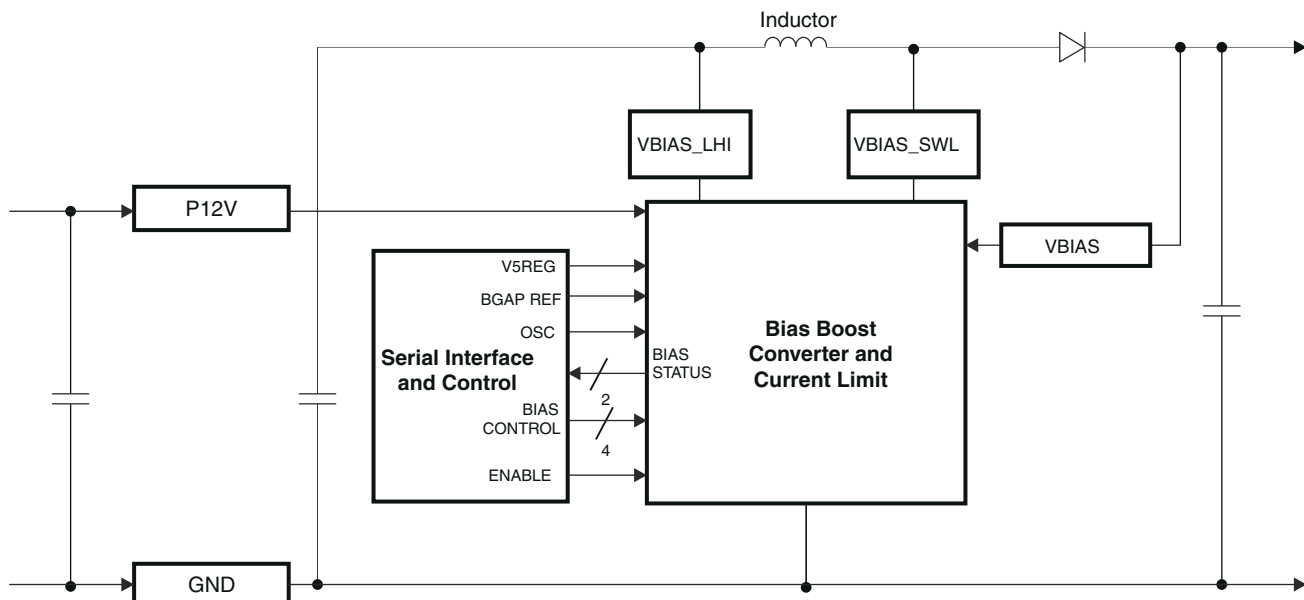 Inductor
VBIAS_LHI
VBIAS_SWL
P12V
VBIAS
V5REG
BGAP REF
OSC
Serial Interface
and Control
BIAS
STATUS
2
BIAS
CONTROL
4
ENABLE
Bias Boost
Converter and
Current Limit
GND